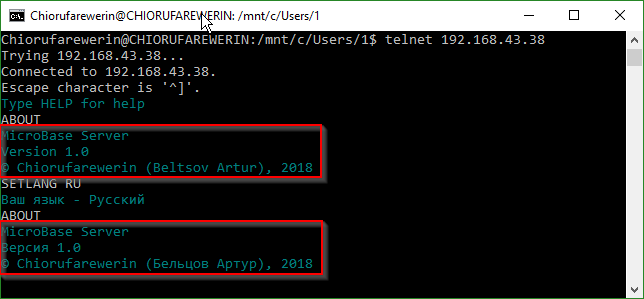 Chiorufarewerin@CHIORUFAREWERIN: /mnt/c/Users/1
Chiorufarewerin@CHIORUFAREWERIN:/mnt/c/Users/1$ telnet 192.168.43.38
Trying 192.168.43.38...
Connected to 192.168.43.38.
Escape character is '^]'.
Type HELP for help
ABOUT
MicroBase Server
Version 1.0
© Chiorufarewerin (Beltsov Artur), 2018
SETLANG RU
Ваш язык - Русский
ABOUT
MicroBase Server
Версия 1.0
© Chiorufarewerin (Бельцов Артур), 2018